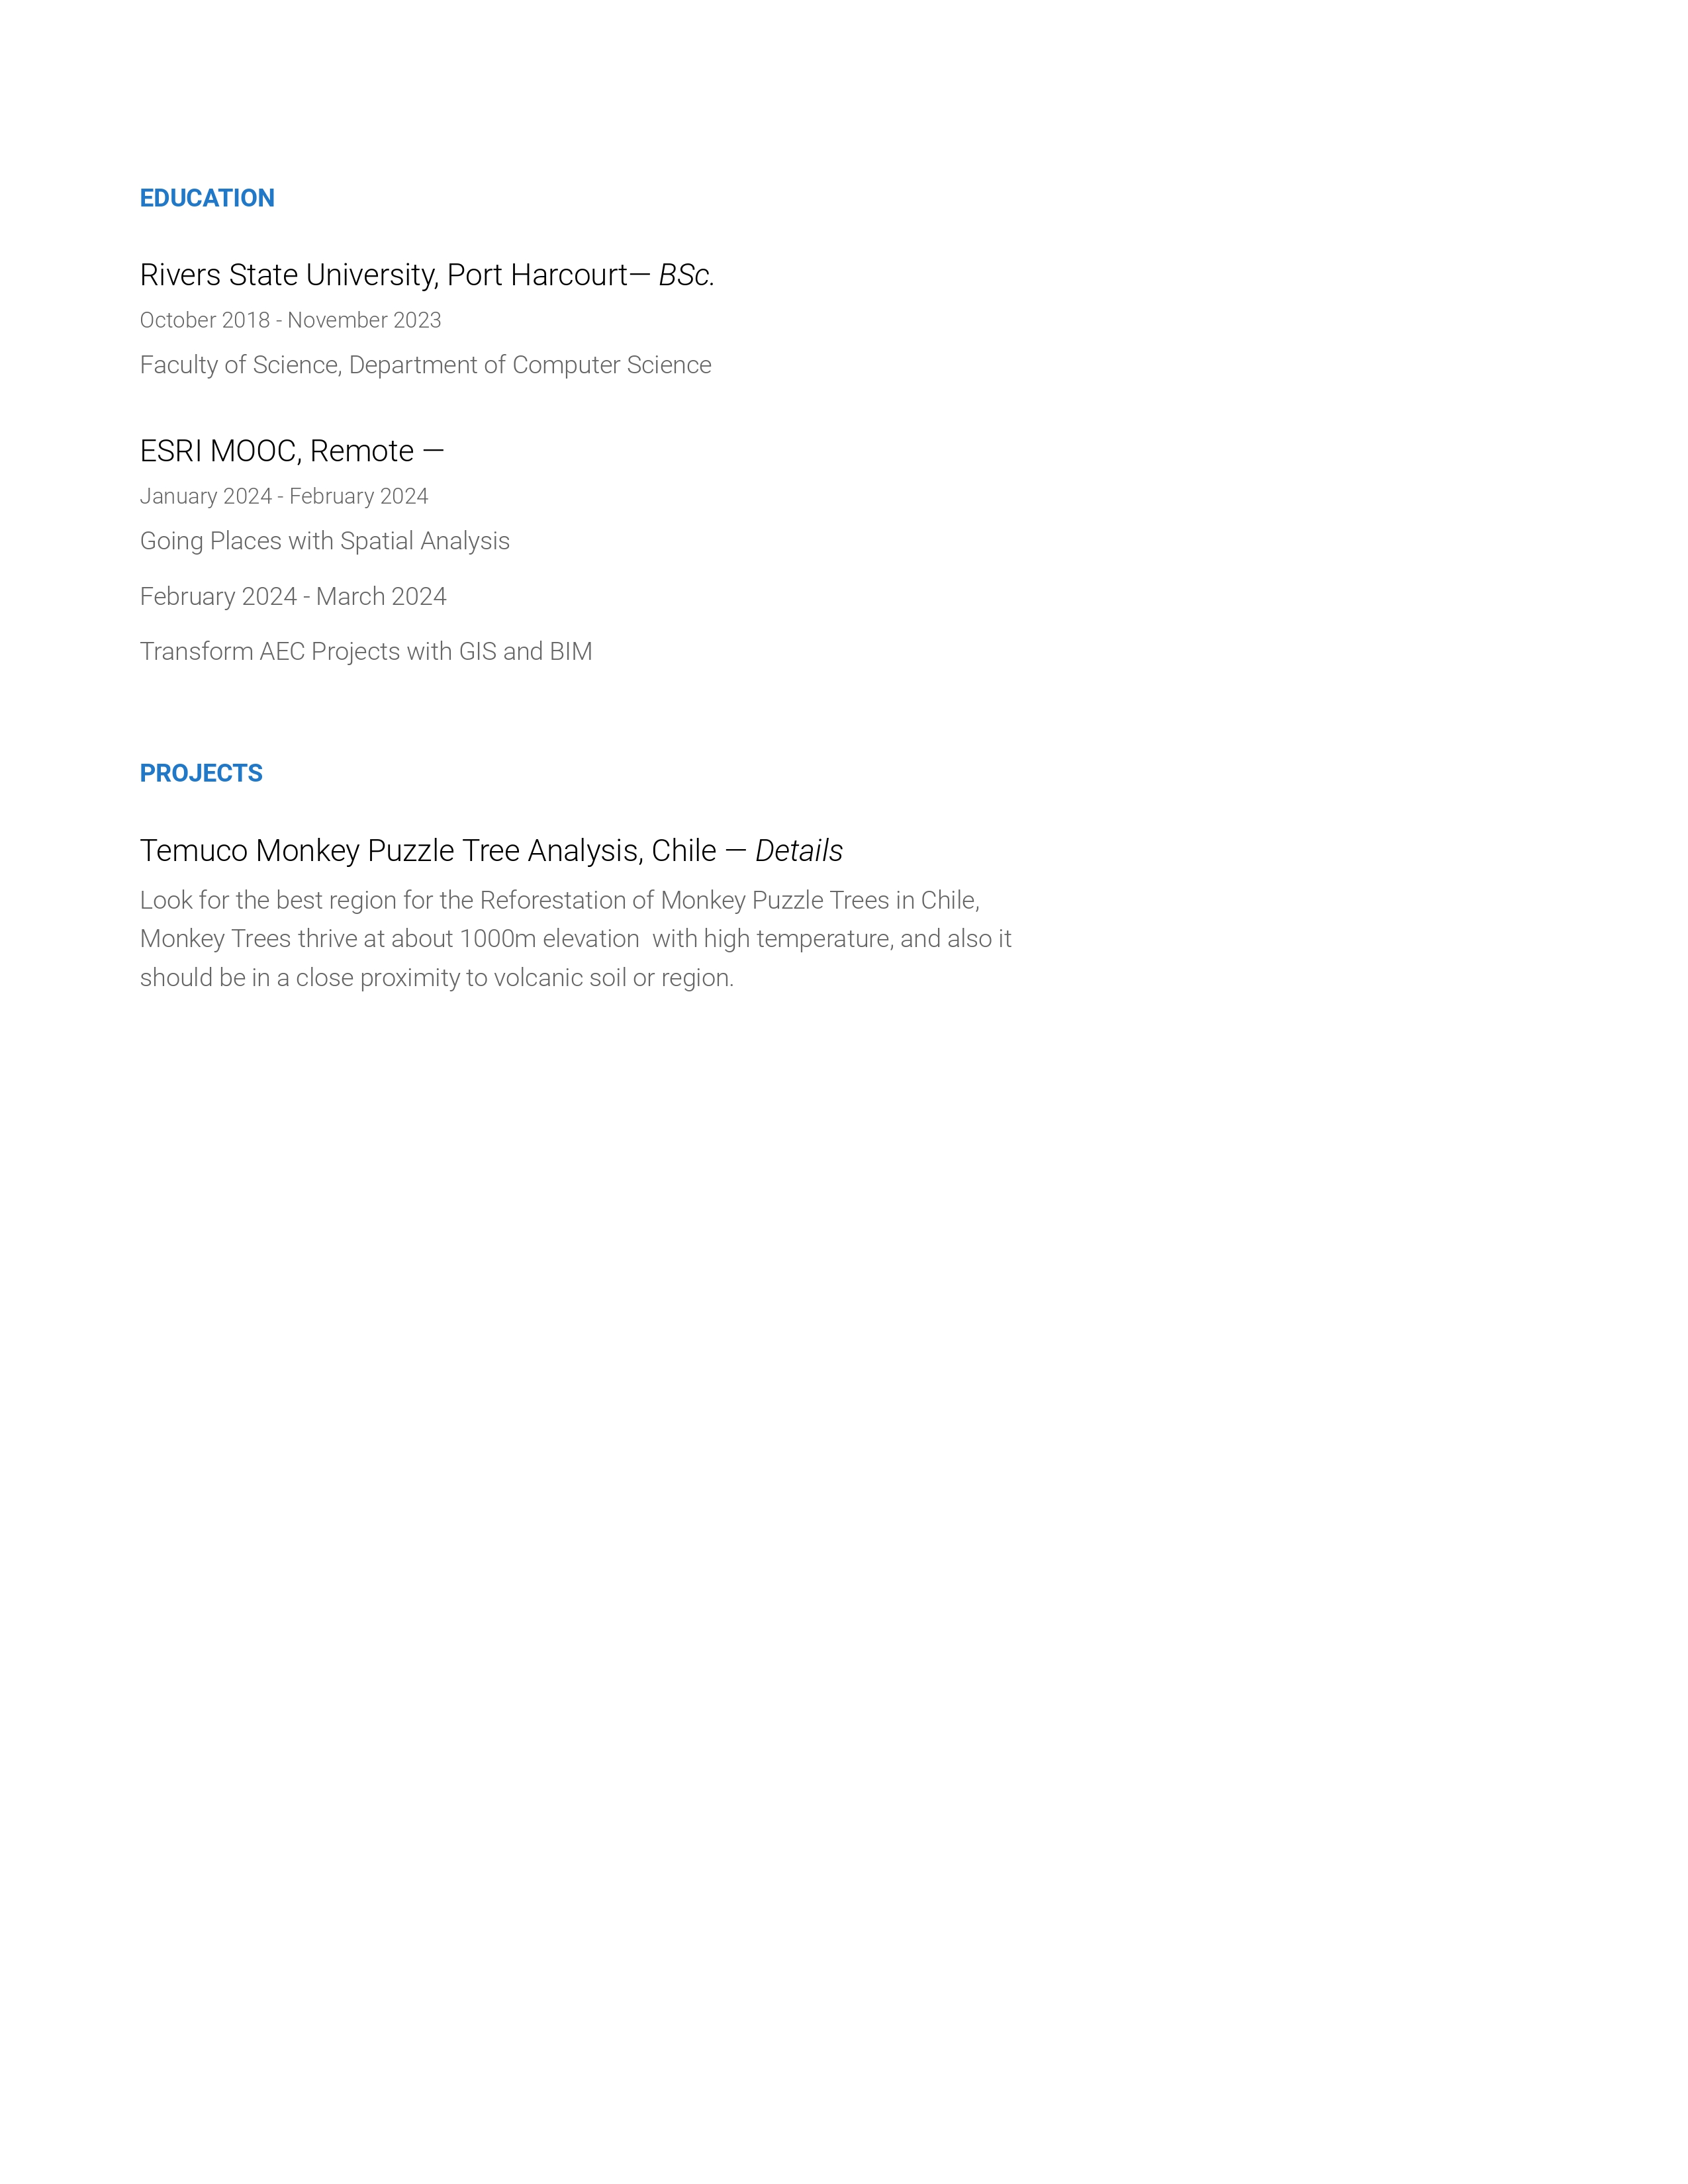 EDUCATION
Rivers State University, Port Harcourt— BSc.
October 2018 - November 2023
Faculty of Science, Department of Computer Science
ESRI MOOC, Remote —
January 2024 - February 2024
Going Places with Spatial Analysis
February 2024 - March 2024
Transform AEC Projects with GIS and BIM
PROJECTS
Temuco Monkey Puzzle Tree Analysis, Chile — Details
Look for the best region for the Reforestation of Monkey Puzzle Trees in Chile,
Monkey Trees thrive at about 1000m elevation  with high temperature, and also it
should be in a close proximity to volcanic soil or region.